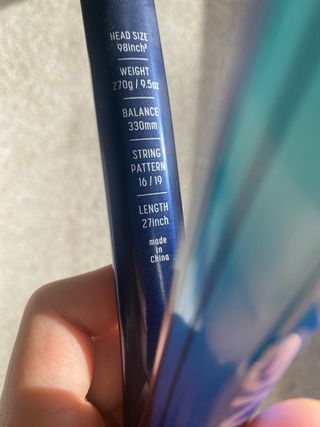 HEAD SIZE
98inch²
WEIGHT
270g / 9.5oz
BALANCE
330mm
STRING
PATTERN
16 / 19
LENGTH
27inch
made
in
China